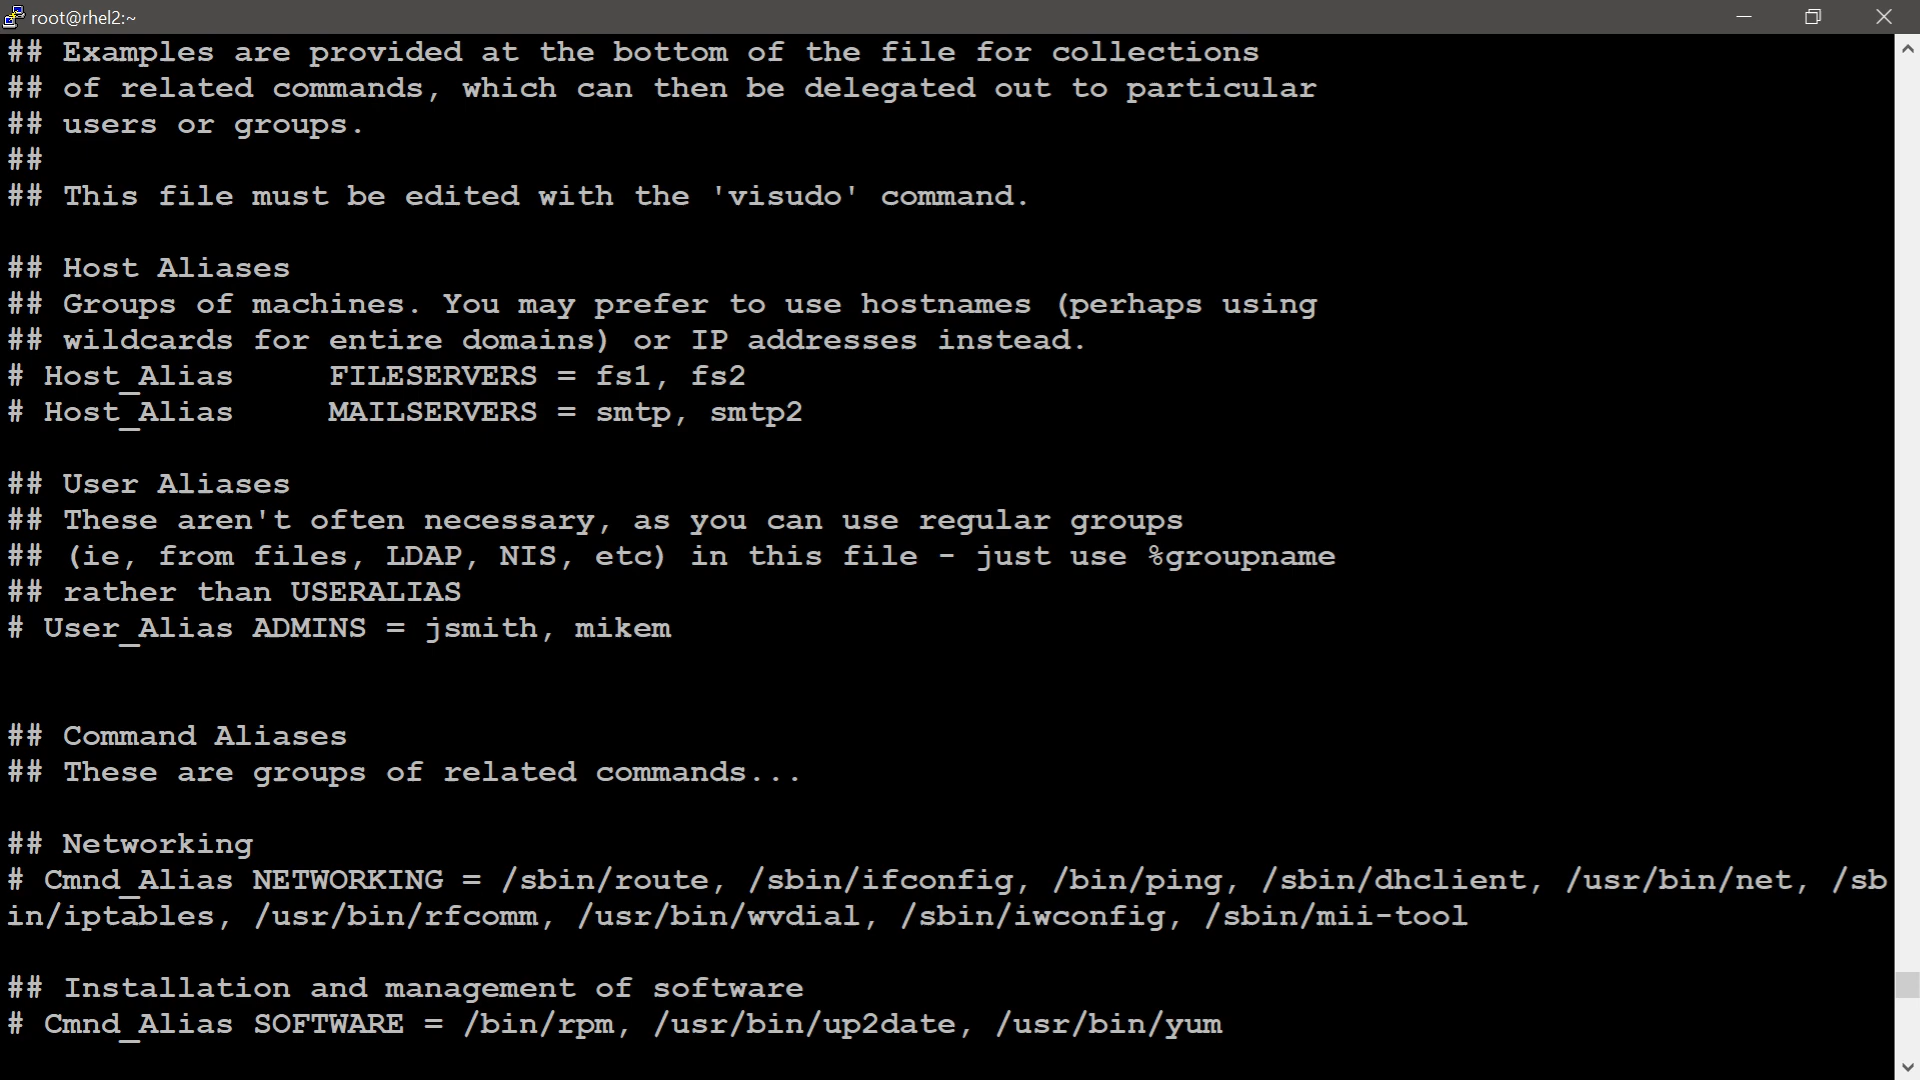 root@rhel2:~
## Examples are provided at the bottom of the file for collections
## of related commands, which can then be delegated out to particular
## users or groups.
##
## This file must be edited with the 'visudo' command.
## Host Aliases
## Groups of machines. You may prefer to use hostnames (perhaps using
## wildcards for entire domains) or IP addresses instead.
# Host_Alias     FILESERVERS = fs1, fs2
# Host_Alias     MAILSERVERS = smtp, smtp2
## User Aliases
## These aren't often necessary, as you can use regular groups
## (ie, from files, LDAP, NIS, etc) in this file - just use %groupname
## rather than USERALIAS
# User_Alias ADMINS = jsmith, mikem
## Command Aliases
## These are groups of related commands...
## Networking
# Cmnd_Alias NETWORKING = /sbin/route, /sbin/ifconfig, /bin/ping, /sbin/dhclient, /usr/bin/net, /sb
in/iptables, /usr/bin/rfcomm, /usr/bin/wvdial, /sbin/iwconfig, /sbin/mii-tool
## Installation and management of software
# Cmnd_Alias SOFTWARE = /bin/rpm, /usr/bin/up2date, /usr/bin/yum